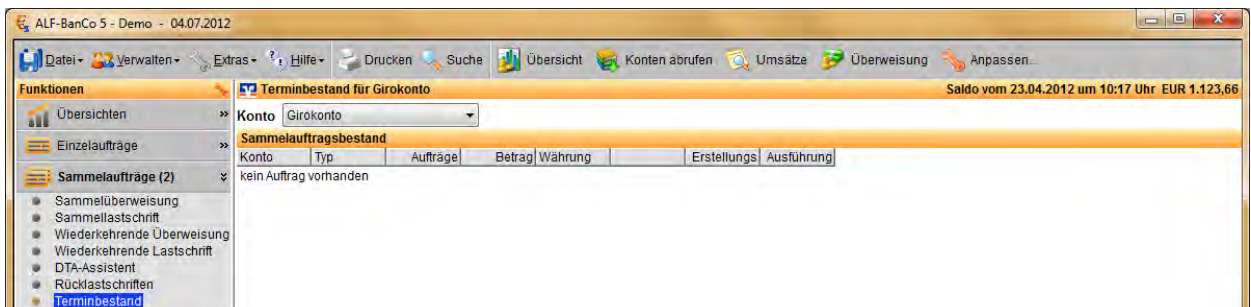 ALF-BanCo 5 - Demo - 04.07.2012
Datei Verwalten Extras Hilfe Drucken Suche Übersicht Konten abrufen Umsätze Überweisung Anpassen...
Funktionen
Terminbestand für Girokonto Saldo vom 23.04.2012 um 10:17 Uhr EUR 1.123,66
Übersichten
Konto Girokonto
Einzelaufträge
Sammelauftragsbestand
Konto Typ Aufträge Betrag Währung Erstellungs Ausführung
kein Auftrag vorhanden
Sammelaufträge (2)
Sammelüberweisung
Sammellastschrift
Wiederkehrende Überweisung
Wiederkehrende Lastschrift
DTA-Assistent
Rücklastschriften
Terminbestand